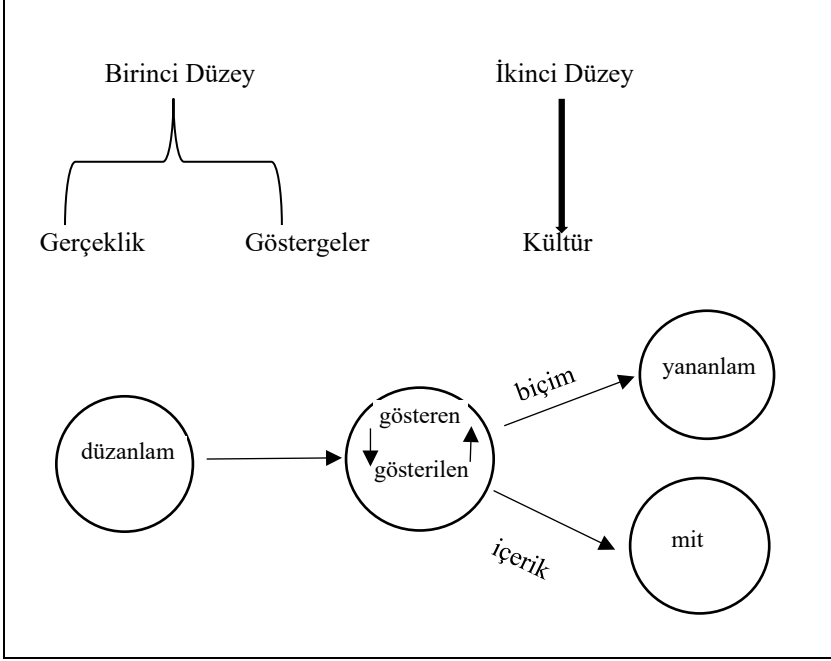 Birinci Düzey
İkinci Düzey
Gerçeklik
Göstergeler
Kültür
düzanlam
gösteren
gösterilen
biçim
yananlam
içerik
mit